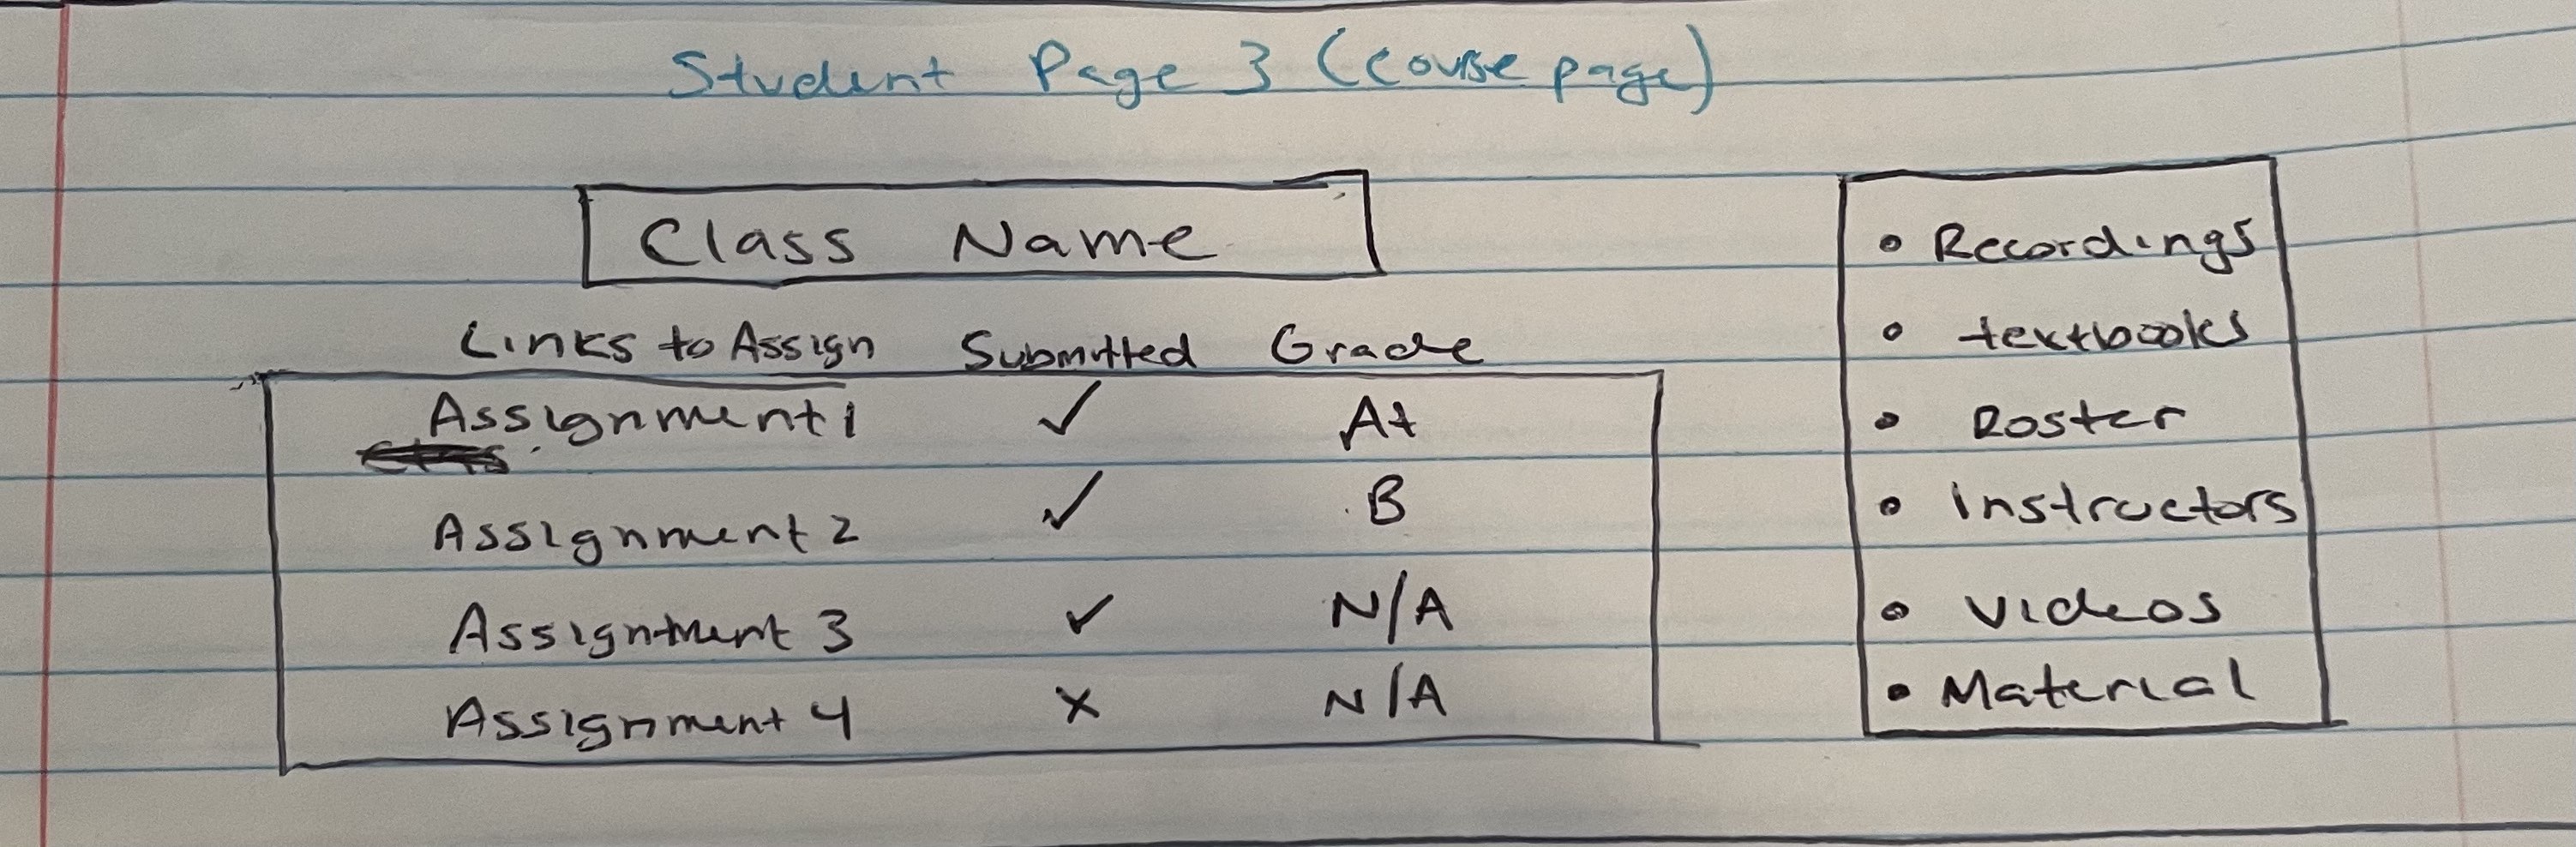 Student Page 3 (course page)
Class Name
Links to Assign Submitted Grade
Assignment 1 ✓ A+
Assignment 2 ✓ B
Assignment 3 ✓ N/A
Assignment 4 x N/A
• Recordings
• textbooks
• Roster
• Instructors
• Videos
• Material